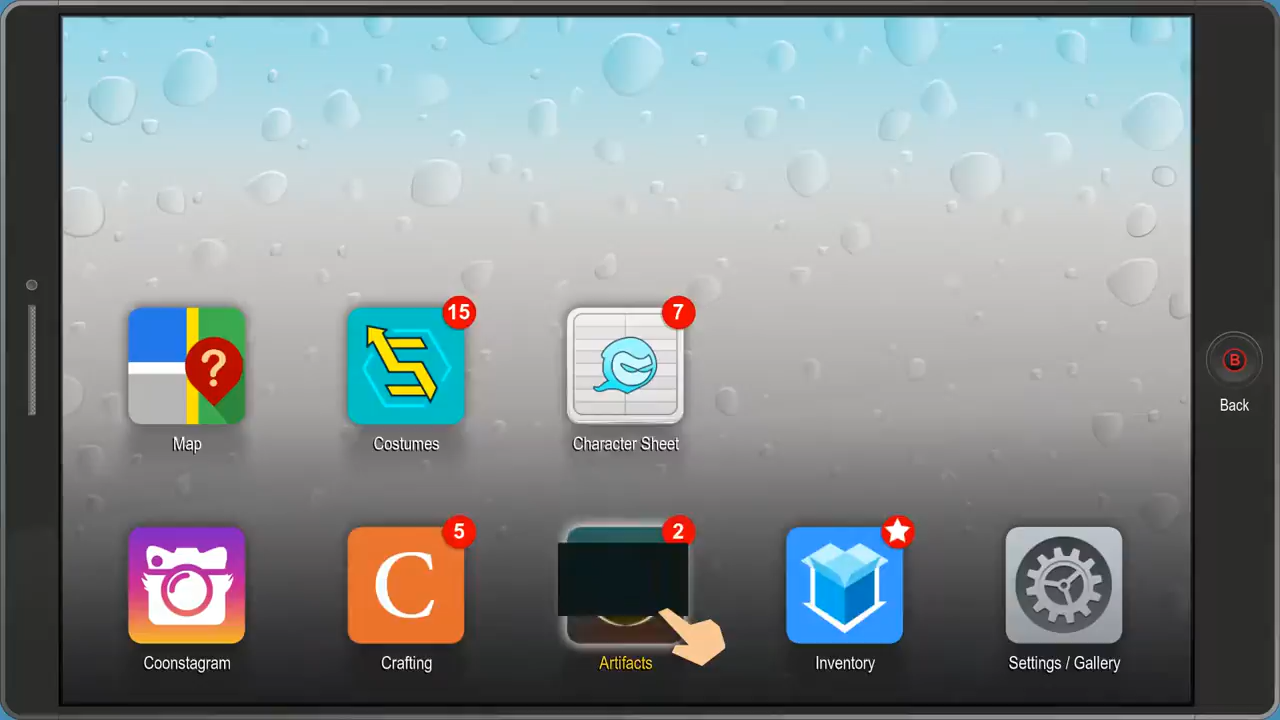 15
7
?
Map
Costumes
Character Sheet
B
Back
5
2
C
Coonstagram
Crafting
Artifacts
Inventory
Settings / Gallery